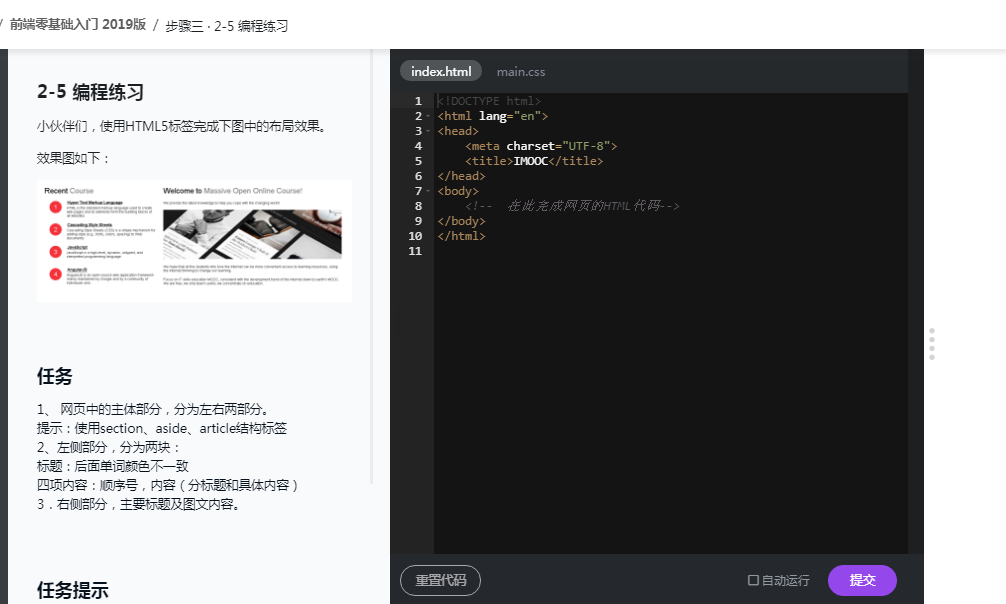 / 前端零基础入门 2019版 / 步骤三 · 2-5 编程练习
2-5 编程练习
小伙伴们，使用HTML5标签完成下图中的布局效果。
效果图如下：
Recent Course
1 Hyper Text Markup Language
2 Cascading Style Sheets
3 JavaScript
4 AngularJS
Welcome to Massive Open Online Course!
任务
1、 网页中的主体部分，分为左右两部分。
提示：使用section、aside、article结构标签
2、左侧部分，分为两块：
标题：后面单词颜色不一致
四项内容：顺序号，内容（分标题和具体内容）
3．右侧部分，主要标题及图文内容。
任务提示
index.html main.css
1 <!DOCTYPE html>
2 <html lang="en">
3 <head>
4 <meta charset="UTF-8">
5 <title>IMOOC</title>
6 </head>
7 <body>
8 <!-- 在此完成网页的HTML代码-->
9 </body>
10 </html>
11
重置代码 自动运行 提交